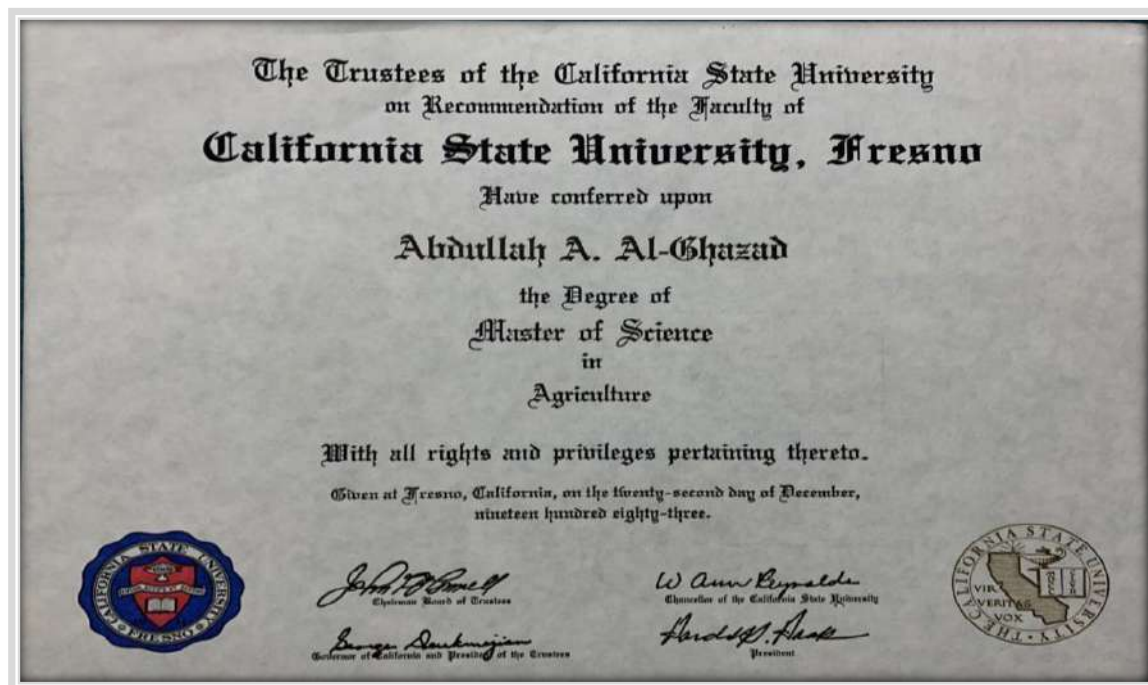 The Trustees of the California State University
on Recommendation of the Faculty of
California State University, Fresno
Have conferred upon
Abdullah A. Al-Ghazad
the Degree of
Master of Science
in
Agriculture
With all rights and privileges pertaining thereto.
Given at Fresno, California, on the twenty-second day of December,
nineteen hundred eighty-three.
CALIFORNIA STATE UNIVERSITY
FRESNO
Chairman Board of Trustees
W Ann Reynolds
Chancellor of the California State University
George Deukmejian
Governor of California and President of the Trustees
President
THE CALIFORNIA STATE UNIVERSITY
VIR
VERITAS
VOX